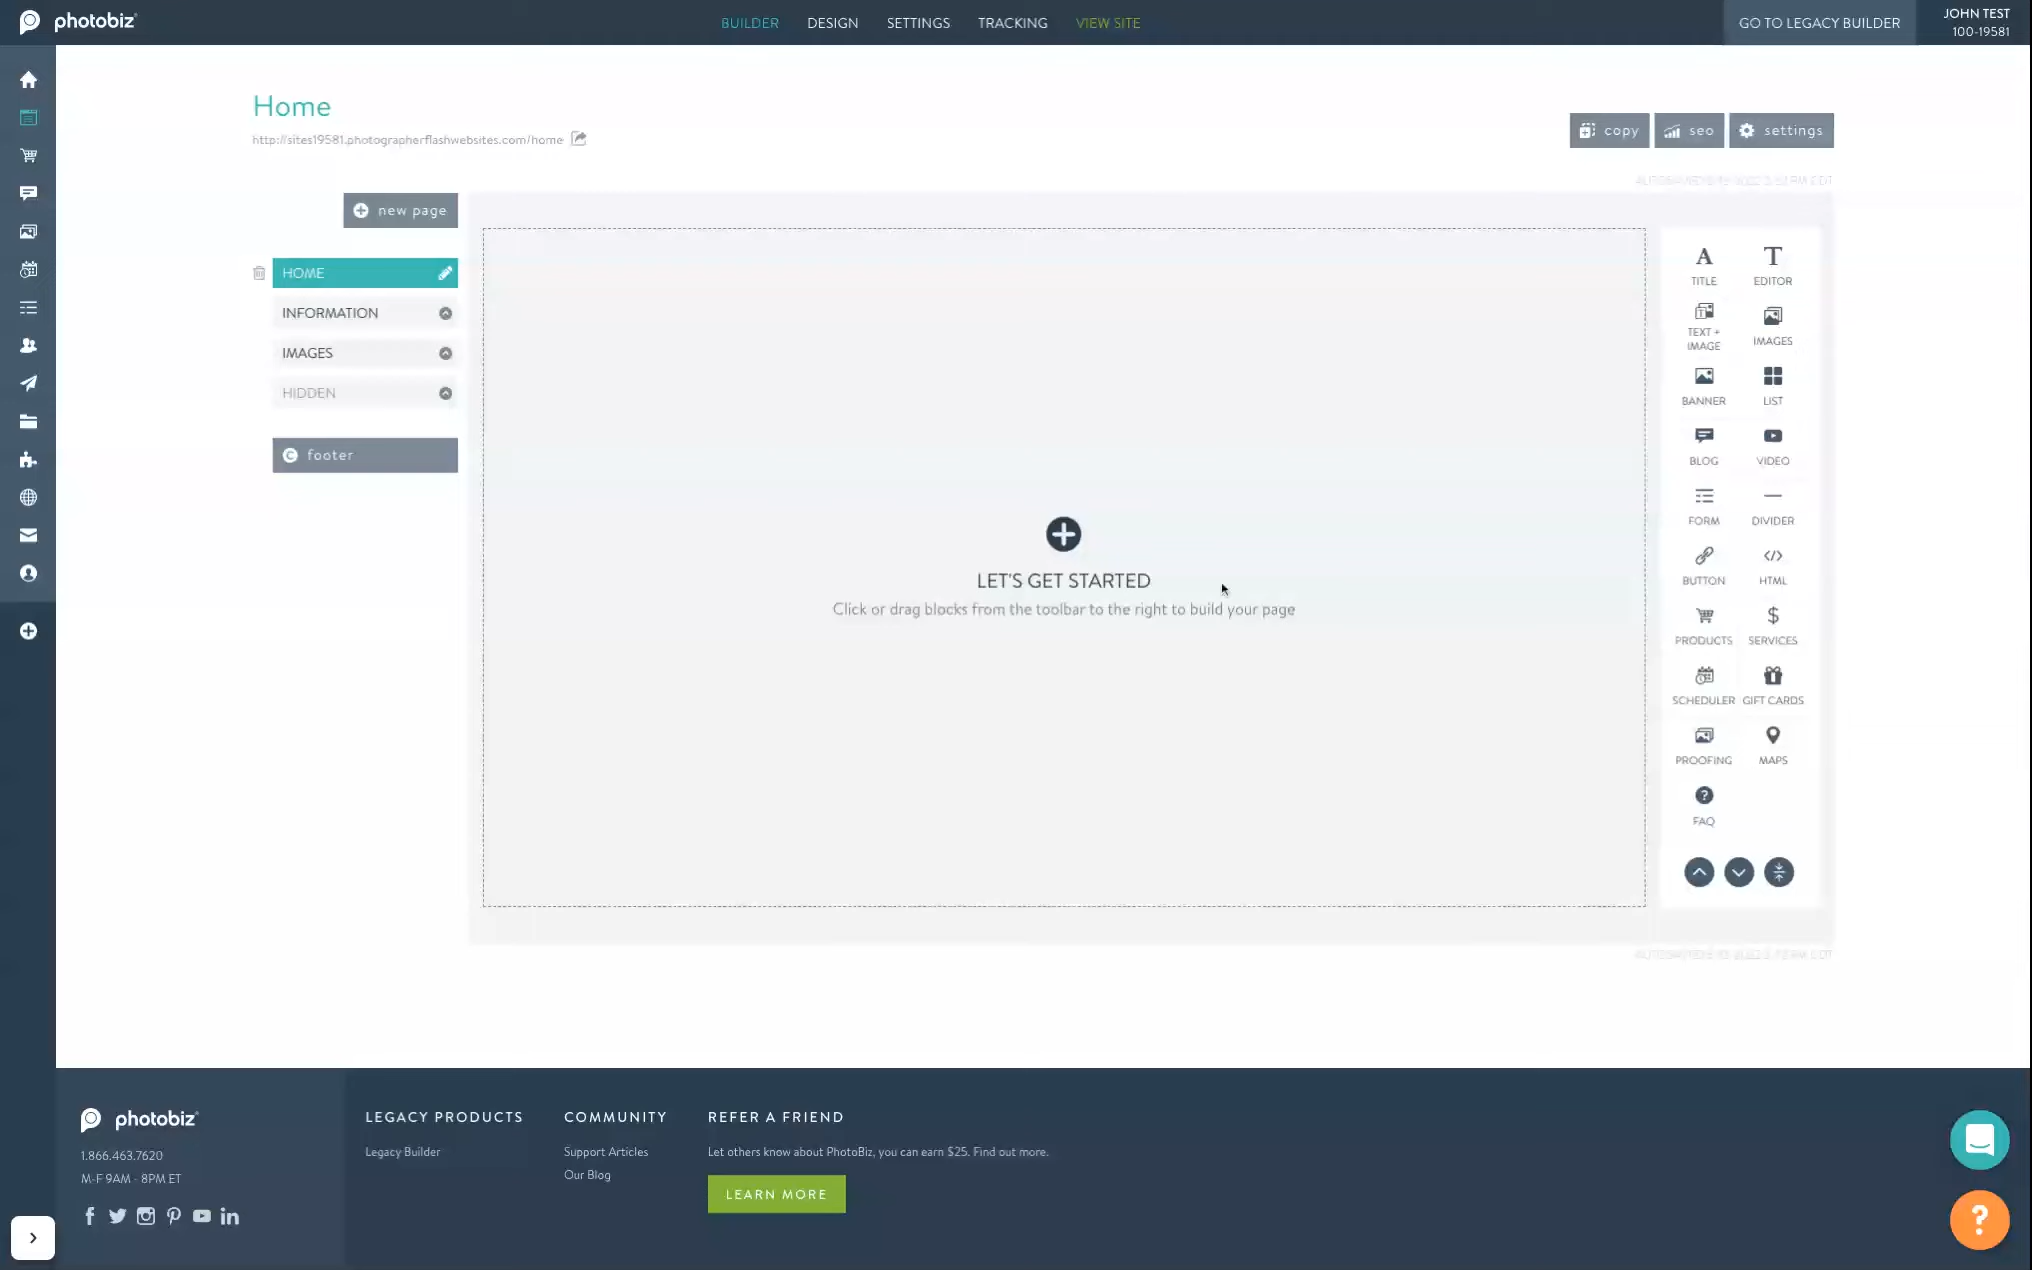 photobiz
BUILDER DESIGN SETTINGS TRACKING VIEW SITE
GO TO LEGACY BUILDER
JOHN TEST
100-19581
Home
http://sites19581.photographerflashwebsites.com/home
copy
seo
settings
new page
HOME
INFORMATION
IMAGES
HIDDEN
footer
LET'S GET STARTED
Click or drag blocks from the toolbar to the right to build your page
TITLE
EDITOR
TEXT +
IMAGE
IMAGES
BANNER
LIST
BLOG
VIDEO
FORM
DIVIDER
BUTTON
HTML
PRODUCTS
SERVICES
SCHEDULER
GIFT CARDS
PROOFING
MAPS
FAQ
photobiz
1.866.463.7620
M-F 9AM - 8PM ET
LEGACY PRODUCTS
Legacy Builder
COMMUNITY
Support Articles
Our Blog
REFER A FRIEND
Let others know about PhotoBiz, you can earn $25. Find out more.
LEARN MORE